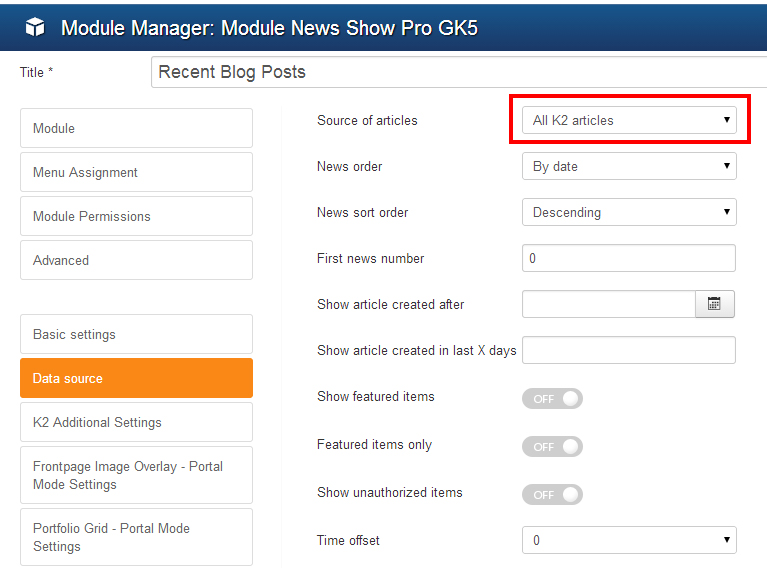 Module Manager: Module News Show Pro GK5
Title *
Recent Blog Posts
Module
Menu Assignment
Module Permissions
Advanced
Basic settings
Data source
K2 Additional Settings
Frontpage Image Overlay - Portal
Mode Settings
Portfolio Grid - Portal Mode
Settings
Source of articles
All K2 articles
News order
By date
News sort order
Descending
First news number
0
Show article created after
Show article created in last X days
Show featured items
OFF
Featured items only
OFF
Show unauthorized items
OFF
Time offset
0